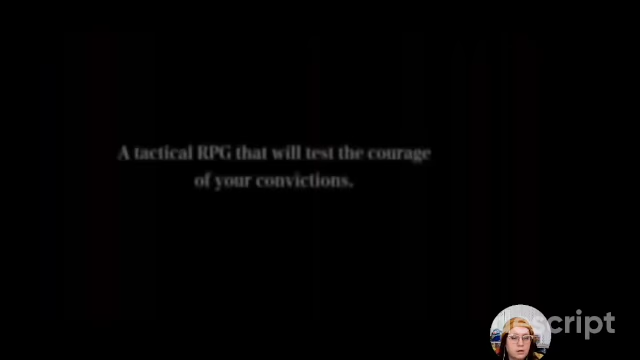 A tactical RPG that will test the courage
of your convictions.
script